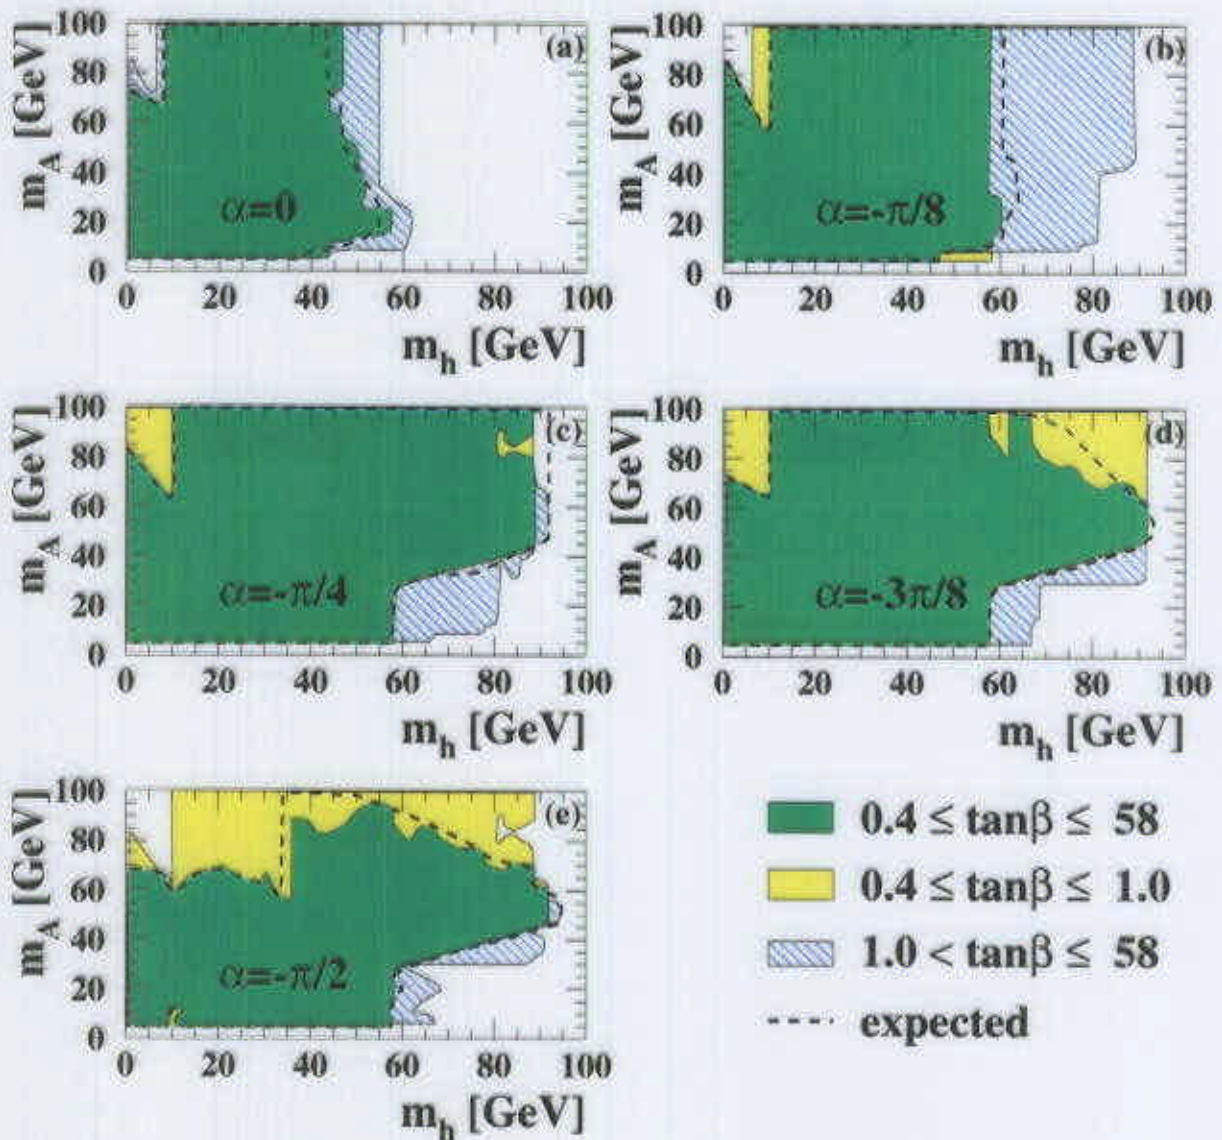 100
80
60
40
20
0
m_A [GeV]
(a)
α=0
0 20 40 60 80 100
m_h [GeV]
100
80
60
40
20
0
m_A [GeV]
(b)
α=-π/8
0 20 40 60 80 100
m_h [GeV]
100
80
60
40
20
0
m_A [GeV]
(c)
α=-π/4
0 20 40 60 80 100
m_h [GeV]
100
80
60
40
20
0
m_A [GeV]
(d)
α=-3π/8
0 20 40 60 80 100
m_h [GeV]
100
80
60
40
20
0
m_A [GeV]
(e)
α=-π/2
0 20 40 60 80 100
m_h [GeV]
0.4 ≤ tanβ ≤ 58
0.4 ≤ tanβ ≤ 1.0
1.0 < tanβ ≤ 58
expected